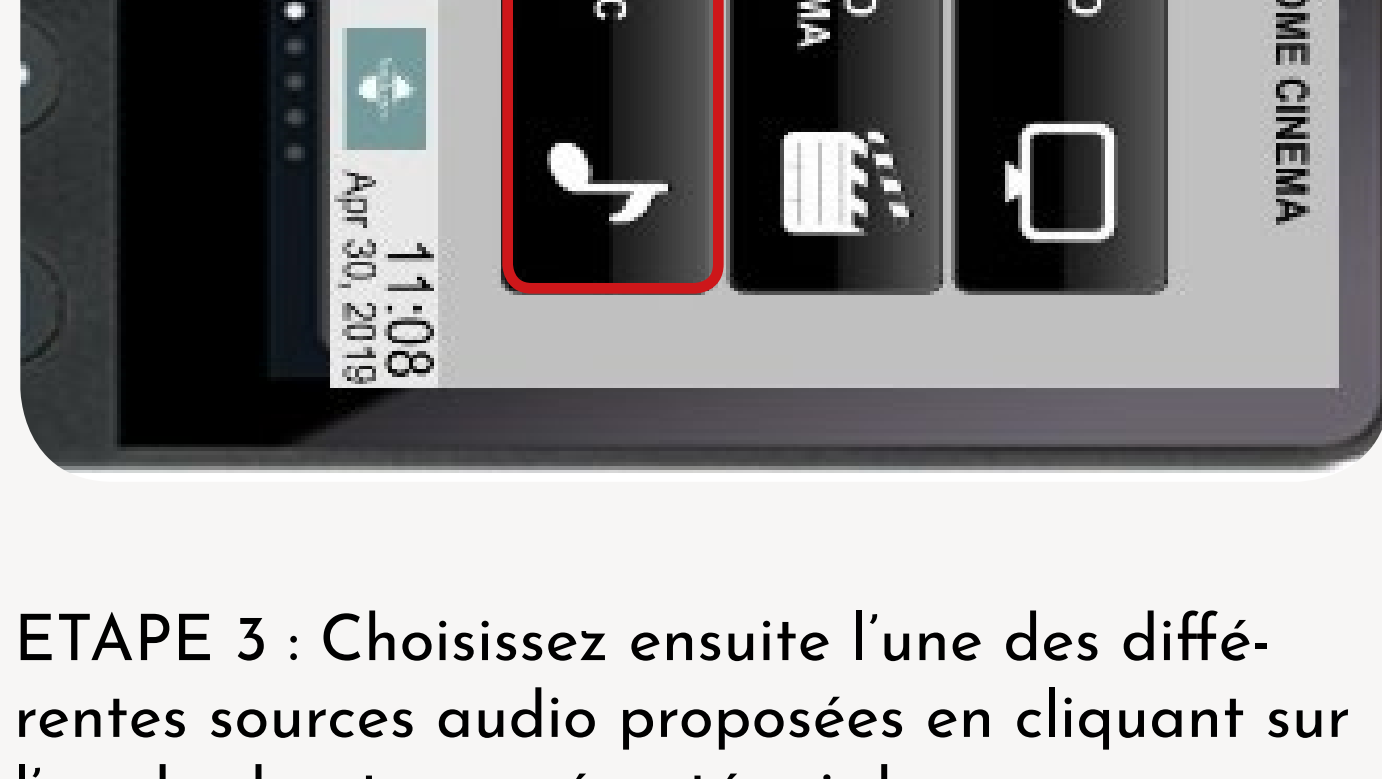 HOME CINEMA
11:08
Apr 30, 2019
ETAPE 3 : Choisissez ensuite l’une des diffé-
rentes sources audio proposées en cliquant sur